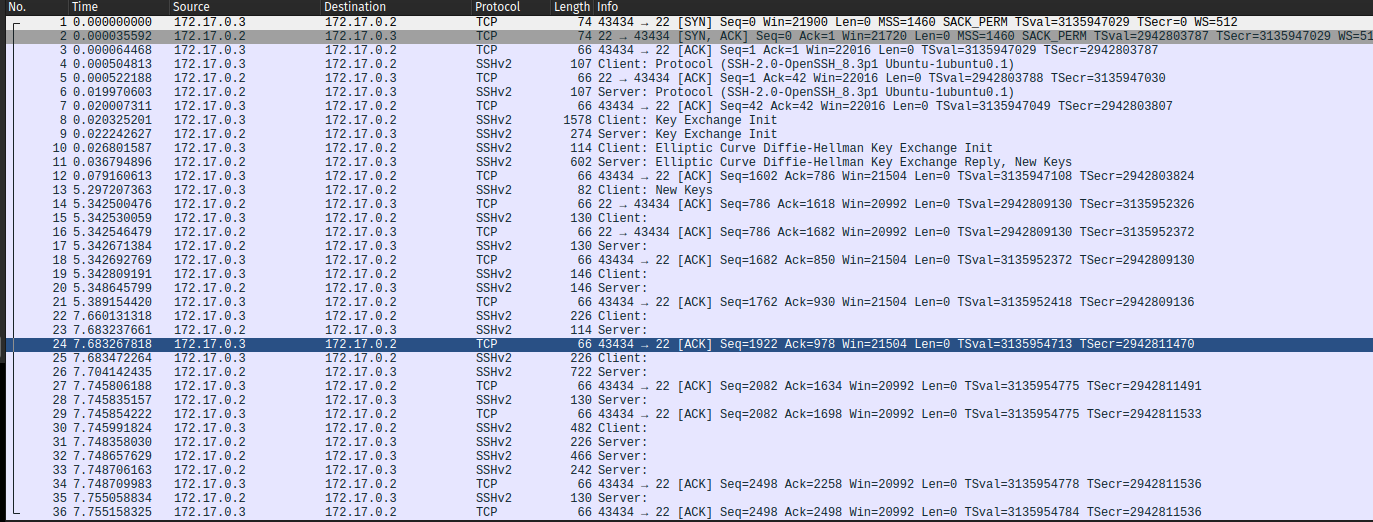 No. Time Source Destination Protocol Length Info
1 0.000000000 172.17.0.3 172.17.0.2 TCP 74 43434 → 22 [SYN] Seq=0 Win=21900 Len=0 MSS=1460 SACK_PERM TSval=3135947029 TSecr=0 WS=512
2 0.000035592 172.17.0.2 172.17.0.3 TCP 74 22 → 43434 [SYN, ACK] Seq=0 Ack=1 Win=21720 Len=0 MSS=1460 SACK_PERM TSval=2942803787 TSecr=3135947029 WS=51
3 0.000064468 172.17.0.3 172.17.0.2 TCP 66 43434 → 22 [ACK] Seq=1 Ack=1 Win=22016 Len=0 TSval=3135947029 TSecr=2942803787
4 0.000504813 172.17.0.3 172.17.0.2 SSHv2 107 Client: Protocol (SSH-2.0-OpenSSH_8.3p1 Ubuntu-1ubuntu0.1)
5 0.000522188 172.17.0.2 172.17.0.3 TCP 66 22 → 43434 [ACK] Seq=1 Ack=42 Win=22016 Len=0 TSval=2942803788 TSecr=3135947030
6 0.019970603 172.17.0.2 172.17.0.3 SSHv2 107 Server: Protocol (SSH-2.0-OpenSSH_8.3p1 Ubuntu-1ubuntu0.1)
7 0.020007311 172.17.0.3 172.17.0.2 TCP 66 43434 → 22 [ACK] Seq=42 Ack=42 Win=22016 Len=0 TSval=3135947049 TSecr=2942803807
8 0.020325201 172.17.0.3 172.17.0.2 SSHv2 1578 Client: Key Exchange Init
9 0.022242627 172.17.0.2 172.17.0.3 SSHv2 274 Server: Key Exchange Init
10 0.026801587 172.17.0.3 172.17.0.2 SSHv2 114 Client: Elliptic Curve Diffie-Hellman Key Exchange Init
11 0.036794896 172.17.0.2 172.17.0.3 SSHv2 602 Server: Elliptic Curve Diffie-Hellman Key Exchange Reply, New Keys
12 0.079160613 172.17.0.3 172.17.0.2 TCP 66 43434 → 22 [ACK] Seq=1602 Ack=786 Win=21504 Len=0 TSval=3135947108 TSecr=2942803824
13 5.297207363 172.17.0.3 172.17.0.2 SSHv2 82 Client: New Keys
14 5.342500476 172.17.0.2 172.17.0.3 TCP 66 22 → 43434 [ACK] Seq=786 Ack=1618 Win=20992 Len=0 TSval=2942809130 TSecr=3135952326
15 5.342530059 172.17.0.3 172.17.0.2 SSHv2 130 Client:
16 5.342546479 172.17.0.2 172.17.0.3 TCP 66 22 → 43434 [ACK] Seq=786 Ack=1682 Win=20992 Len=0 TSval=2942809130 TSecr=3135952372
17 5.342671384 172.17.0.2 172.17.0.3 SSHv2 130 Server:
18 5.342692769 172.17.0.3 172.17.0.2 TCP 66 43434 → 22 [ACK] Seq=1682 Ack=850 Win=21504 Len=0 TSval=3135952372 TSecr=2942809130
19 5.342809191 172.17.0.3 172.17.0.2 SSHv2 146 Client:
20 5.348645799 172.17.0.2 172.17.0.3 SSHv2 146 Server:
21 5.389154420 172.17.0.3 172.17.0.2 TCP 66 43434 → 22 [ACK] Seq=1762 Ack=930 Win=21504 Len=0 TSval=3135952418 TSecr=2942809136
22 7.660131318 172.17.0.3 172.17.0.2 SSHv2 226 Client:
23 7.683237661 172.17.0.2 172.17.0.3 SSHv2 114 Server:
24 7.683267818 172.17.0.3 172.17.0.2 TCP 66 43434 → 22 [ACK] Seq=1922 Ack=978 Win=21504 Len=0 TSval=3135954713 TSecr=2942811470
25 7.683472264 172.17.0.3 172.17.0.2 SSHv2 226 Client:
26 7.704142435 172.17.0.2 172.17.0.3 SSHv2 722 Server:
27 7.745806188 172.17.0.3 172.17.0.2 TCP 66 43434 → 22 [ACK] Seq=2082 Ack=1634 Win=20992 Len=0 TSval=3135954775 TSecr=2942811491
28 7.745835157 172.17.0.2 172.17.0.3 SSHv2 130 Server:
29 7.745854222 172.17.0.3 172.17.0.2 TCP 66 43434 → 22 [ACK] Seq=2082 Ack=1698 Win=20992 Len=0 TSval=3135954775 TSecr=2942811533
30 7.745991824 172.17.0.3 172.17.0.2 SSHv2 482 Client:
31 7.748358030 172.17.0.2 172.17.0.3 SSHv2 226 Server:
32 7.748657629 172.17.0.2 172.17.0.3 SSHv2 466 Server:
33 7.748706163 172.17.0.2 172.17.0.3 SSHv2 242 Server:
34 7.748709983 172.17.0.3 172.17.0.2 TCP 66 43434 → 22 [ACK] Seq=2498 Ack=2258 Win=20992 Len=0 TSval=3135954778 TSecr=2942811536
35 7.755058834 172.17.0.2 172.17.0.3 SSHv2 130 Server:
36 7.755158325 172.17.0.3 172.17.0.2 TCP 66 43434 → 22 [ACK] Seq=2498 Ack=2498 Win=20992 Len=0 TSval=3135954784 TSecr=2942811536